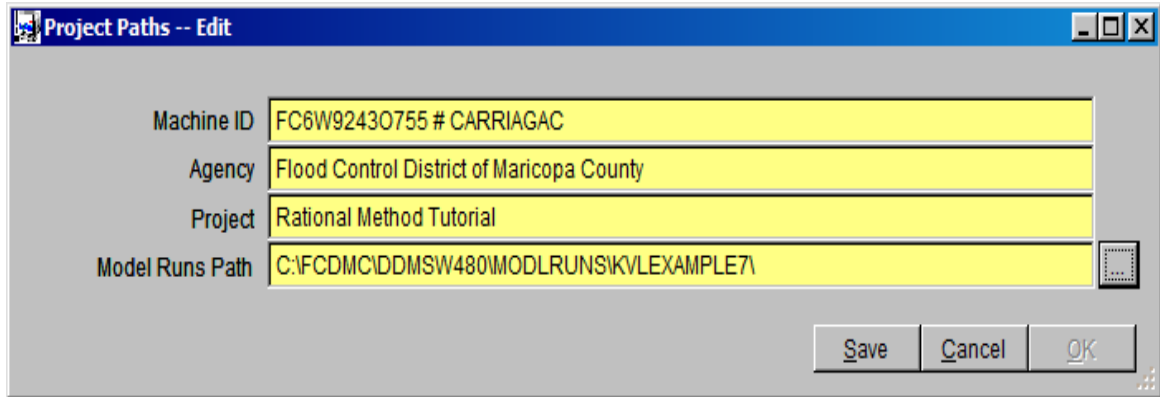 Project Paths -- Edit
Machine ID FC6W9243O755 # CARRIAGAC
Agency Flood Control District of Maricopa County
Project Rational Method Tutorial
Model Runs Path C:\FCDMC\DDMSW480\MODLRUNS\KVLEXAMPLE7\ ...
Save Cancel OK